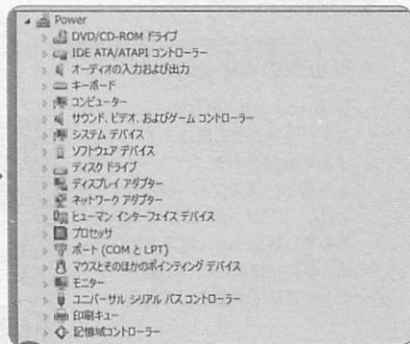 Power
DVD/CD-ROM ドライブ
IDE ATA/ATAPI コントローラー
オーディオの入力および出力
キーボード
コンピューター
サウンド、ビデオ、およびゲーム コントローラー
システム デバイス
ソフトウェア デバイス
ディスク ドライブ
ディスプレイ アダプター
ネットワーク アダプター
ヒューマン インターフェイス デバイス
プロセッサ
ポート (COM と LPT)
マウスとそのほかのポインティング デバイス
モニター
ユニバーサル シリアル バス コントローラー
印刷キュー
記憶域コントローラー